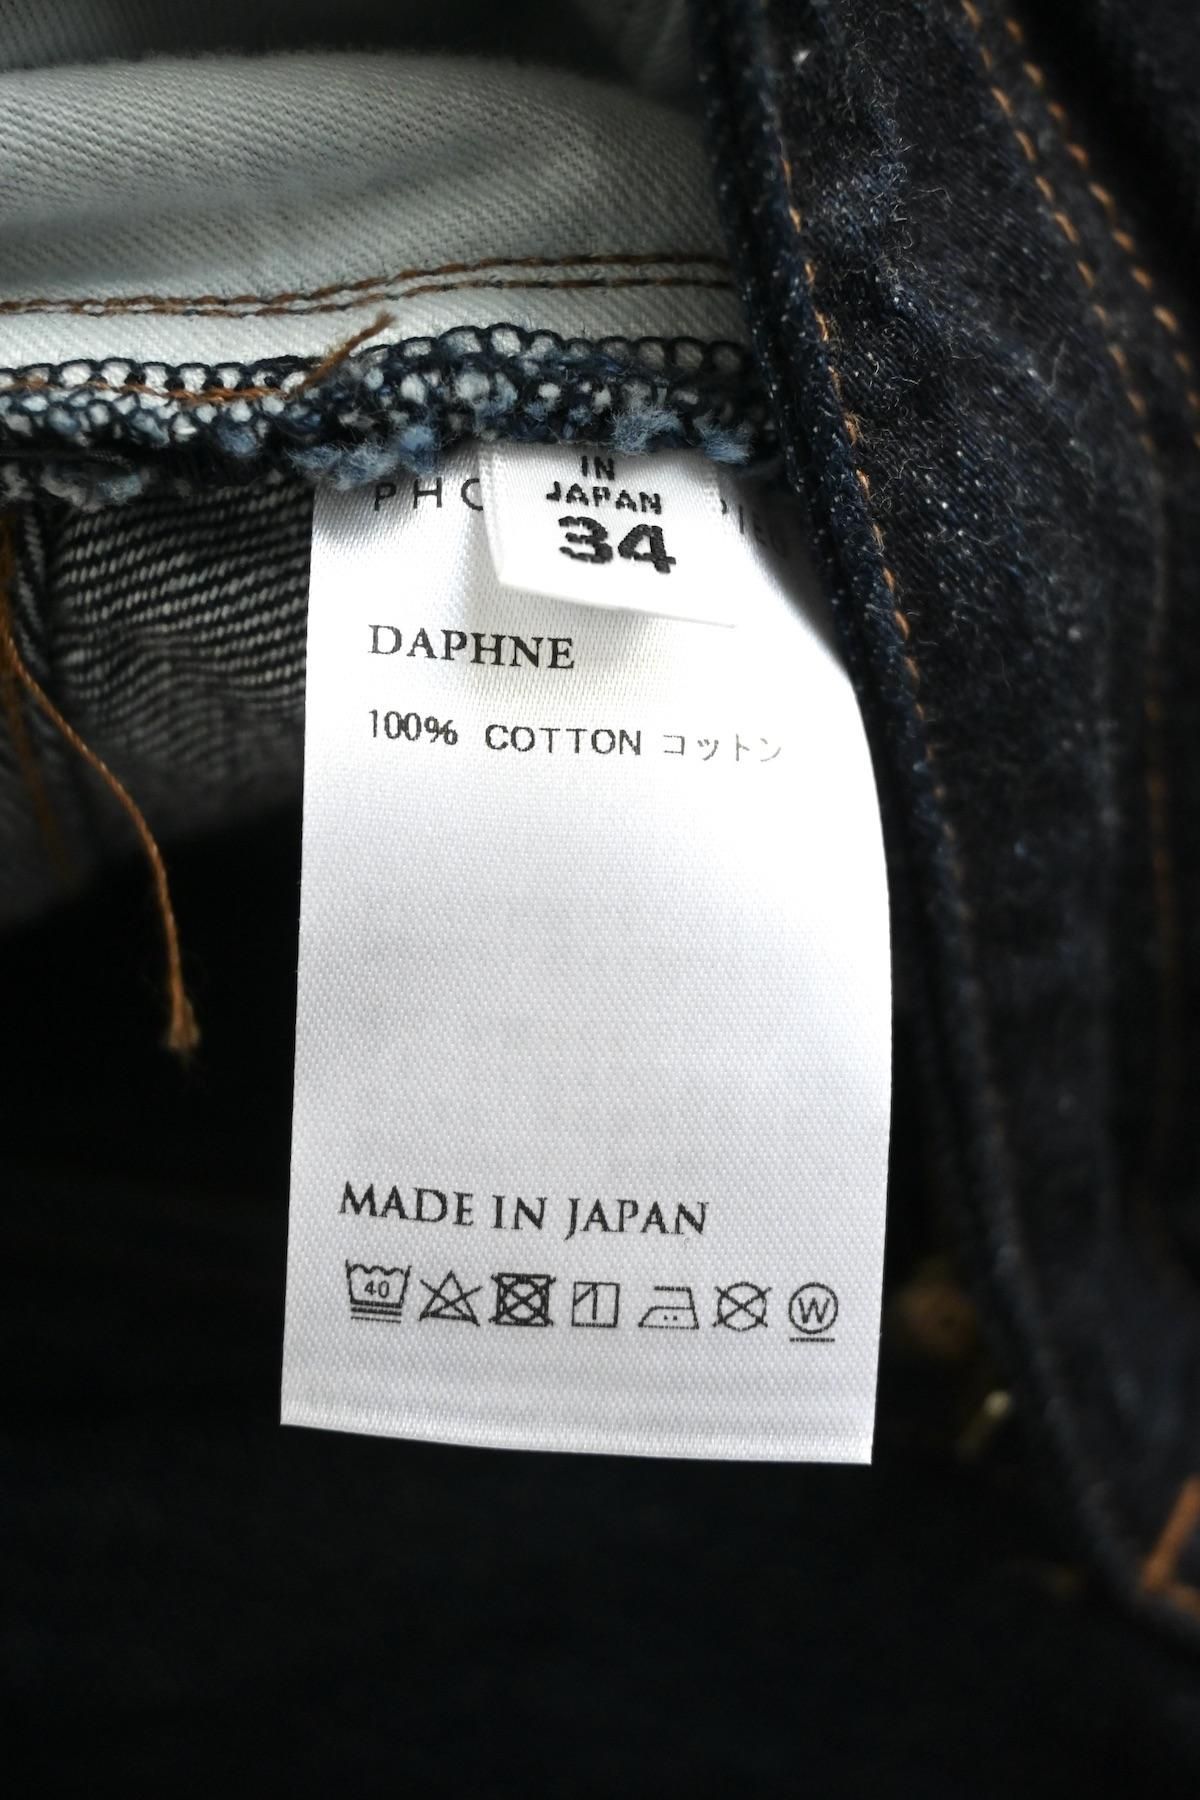 IN
JAPAN
34
DAPHNE
100% COTTON コットン
MADE IN JAPAN
40
W